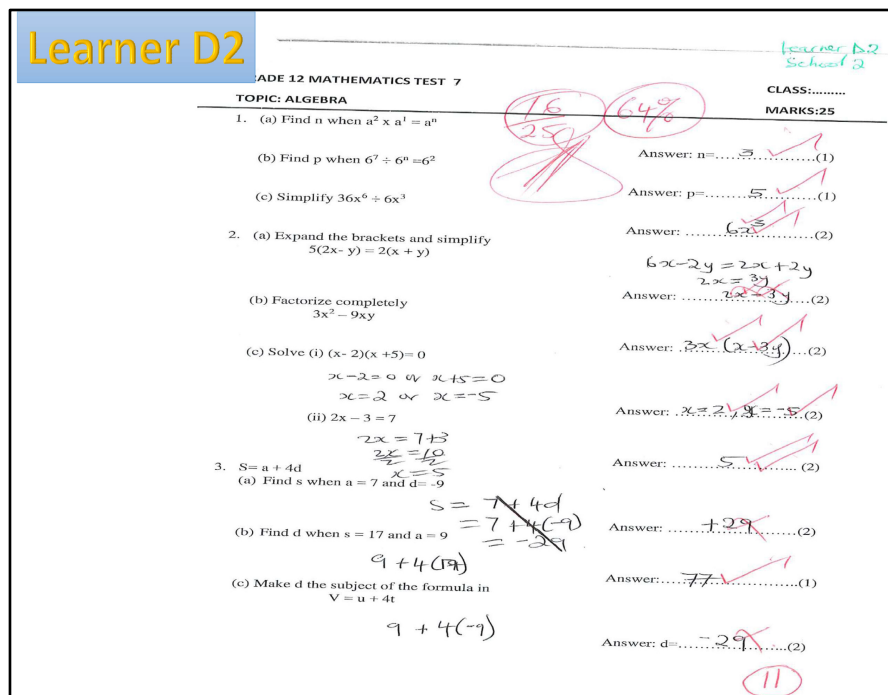 Learner D2
Learner D2
School 2
GRADE 12 MATHEMATICS TEST 7
CLASS:.........
TOPIC: ALGEBRA
MARKS:25
16
25
64%
1. (a) Find n when a² x a¹ = aⁿ
Answer: n=....3..............(1)
(b) Find p when 6⁷ ÷ 6ⁿ =6²
Answer: p=.......5..........(1)
(c) Simplify 36x⁶ ÷ 6x³
Answer: ......6x³..........(2)
2. (a) Expand the brackets and simplify
5(2x- y) = 2(x + y)
6x-2y = 2x+2y
2x = 3y
Answer: .......2x - 3y..(2)
(b) Factorize completely
3x² – 9xy
Answer: 3x (x-3y) (2)
(c) Solve (i) (x- 2)(x +5)= 0
x-2=0 or x+5=0
x=2 or x=-5
Answer: ...x=2, x=-5(2)
(ii) 2x – 3 = 7
2x = 7+3
2x = 10
2 2
x = 5
Answer: ......5........... (2)
3. S= a + 4d
(a) Find s when a = 7 and d= -9
S = 7 + 4d
= 7 + 4(-9)
= -29
Answer: .......+29.......(2)
(b) Find d when s = 17 and a = 9
9 + 4(17)
Answer:....77..............(1)
(c) Make d the subject of the formula in
V = u + 4t
9 + 4(-9)
Answer: d=...-29......(2)
11